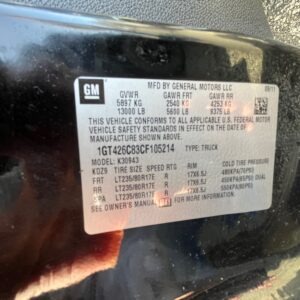 GM
MFD BY GENERAL MOTORS LLC 09/11
GVWR GAWR FRT GAWR RR
5897 KG 2540 KG 4253 KG
13000 LB 5600 LB 9375 LB
THIS VEHICLE CONFORMS TO ALL APPLICABLE U.S.
FEDERAL MOTOR VEHICLE SAFETY STANDARDS IN
EFFECT ON THE DATE OF MANUFACTURE SHOWN ABOVE.
1GT426C83CF105214 TYPE: TRUCK
MODEL: K30943
TIRE SIZE SPEED RTG RIM COLD TIRE PRESSURE
FRT LT235/80R17E R 17X6.5J
RR LT235/80R17E R 17X6.5J DUAL
SPA LT235/80R17E R 17X6.5J
SEE OWNER'S MANUAL FOR MORE INFORMATION.